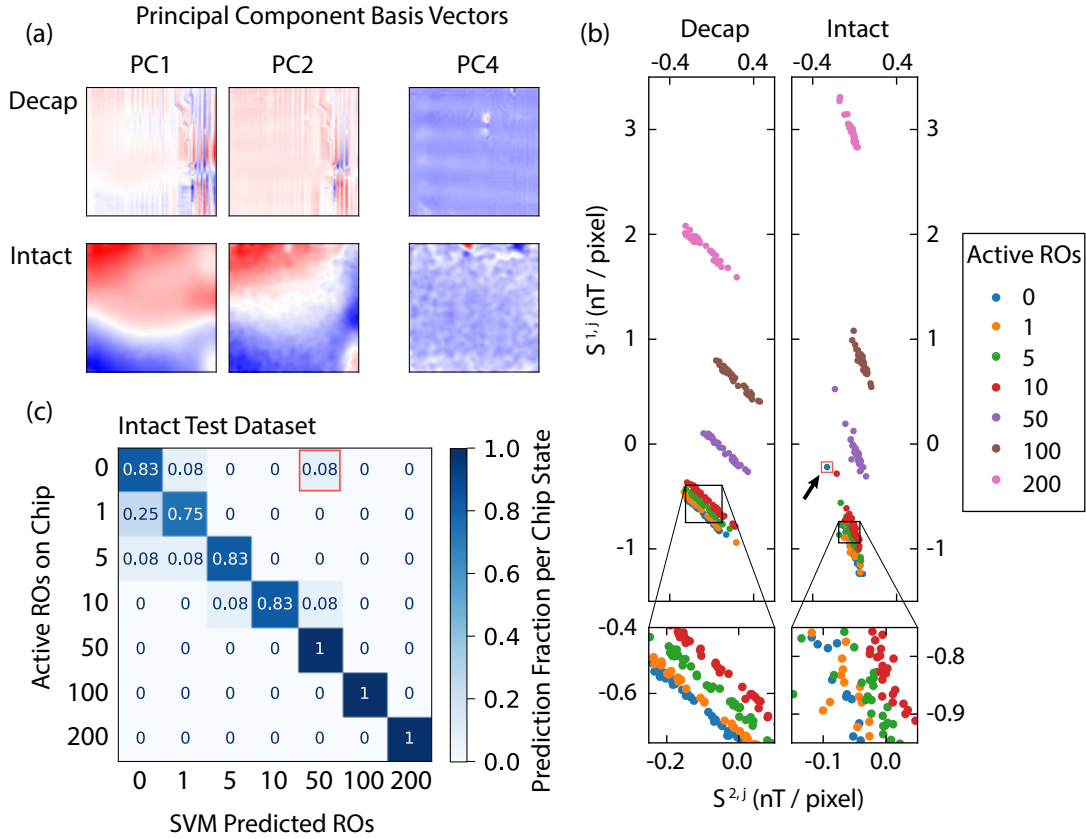 Principal Component Basis Vectors
(a)
PC1 PC2 PC4
Decap
Intact
(b)
Decap Intact
-0.4 0.4 -0.4 0.4
3 3
2 2
1 1
0 0
-1 -1
S1,j (nT / pixel)
-0.4
-0.6
-0.8
-0.9
-0.2 0.0 -0.1 0.0
S2,j (nT / pixel)
Active ROs
0
1
5
10
50
100
200
(c)
Intact Test Dataset
Active ROs on Chip
0 0.83 0.08 0 0 0.08 0 0
1 0.25 0.75 0 0 0 0 0
5 0.08 0.08 0.83 0 0 0 0
10 0 0 0.08 0.83 0.08 0 0
50 0 0 0 0 1 0 0
100 0 0 0 0 0 1 0
200 0 0 0 0 0 0 1
0 1 5 10 50 100 200
SVM Predicted ROs
1.0
0.8
0.6
0.4
0.2
0.0
Prediction Fraction per Chip State